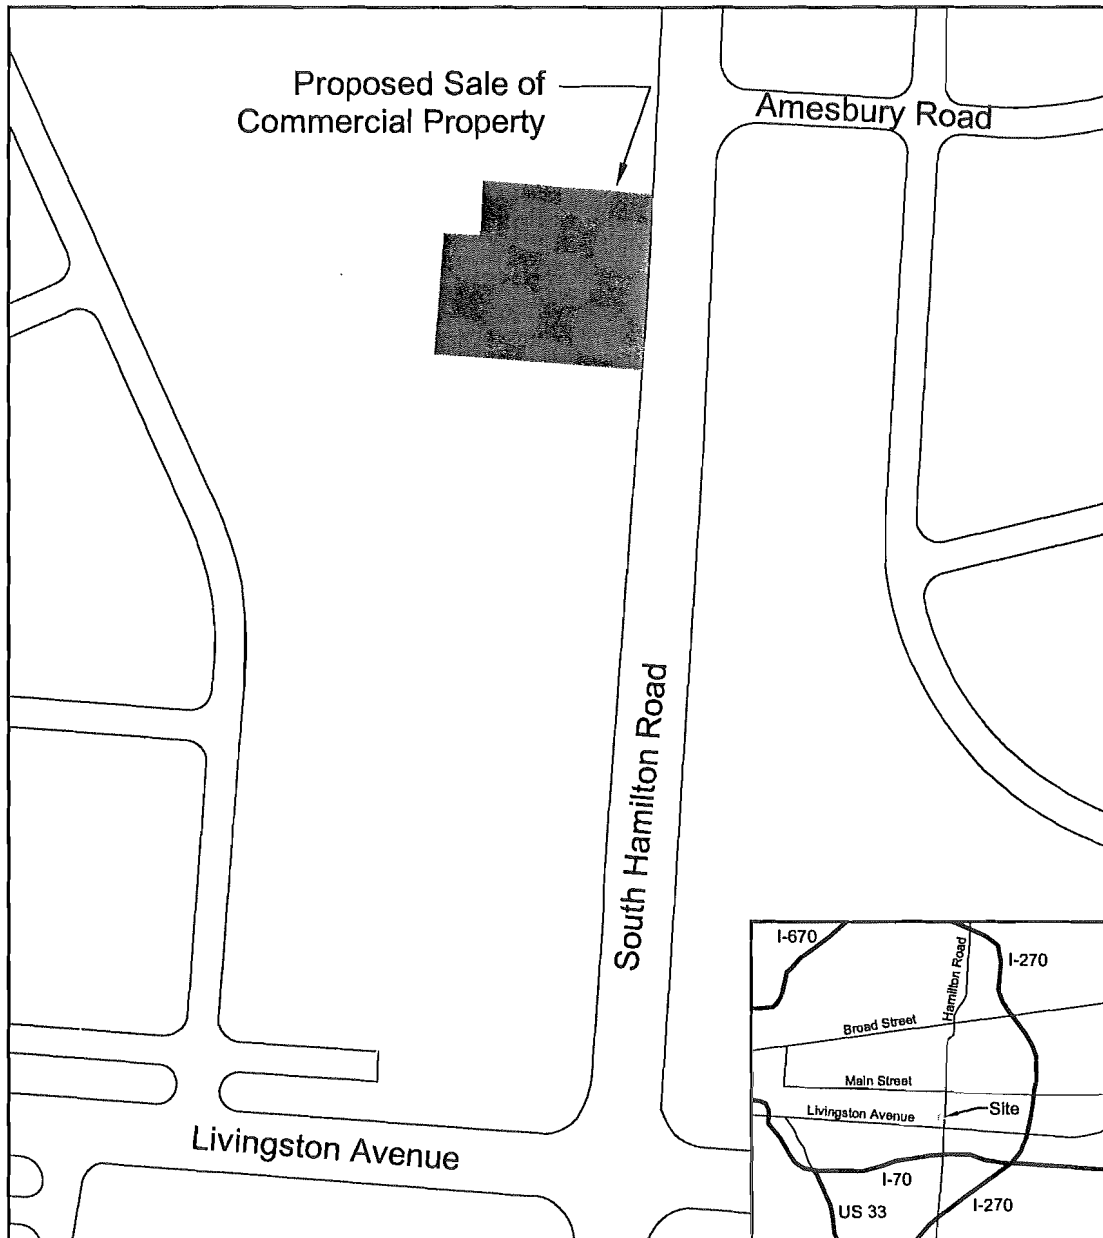 Proposed Sale of
Commercial Property
Amesbury Road
South Hamilton Road
Livingston Avenue
I-670
Hamilton Road
I-270
Broad Street
Main Street
Livingston Avenue
Site
I-70
US 33
I-270